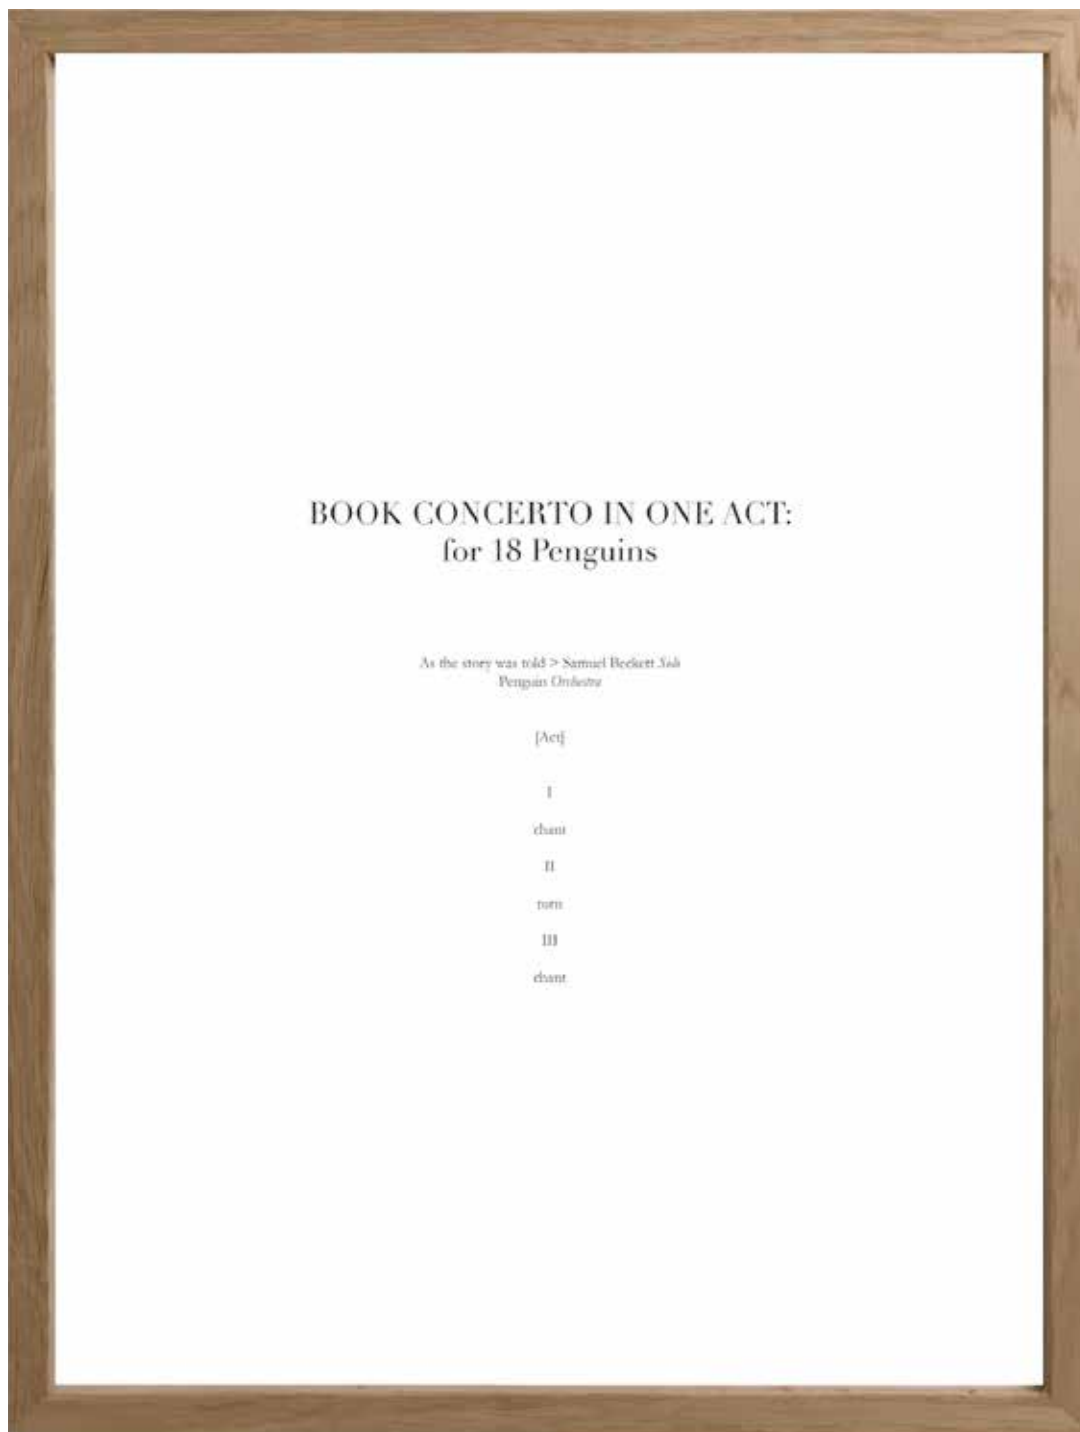 BOOK CONCERTO IN ONE ACT:
for 18 Penguins
As the story was told > Samuel Beckett Solo
Penguin Orchestra
[Act]
I
chant
II
turn
III
chant